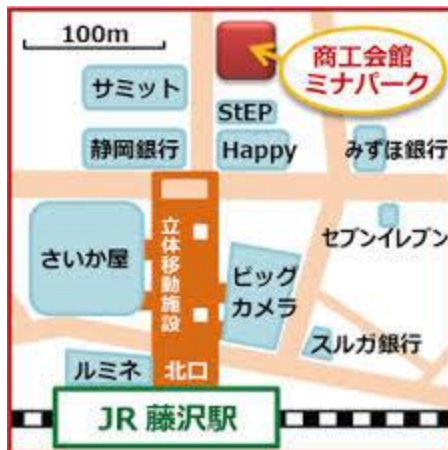 100m
商工会館
ミナパーク
サミット
StEP
静岡銀行
Happy
みずほ銀行
さいか屋
立体移動施設
ビッグ
カメラ
セブンイレブン
スルガ銀行
ルミネ
北口
JR 藤沢駅